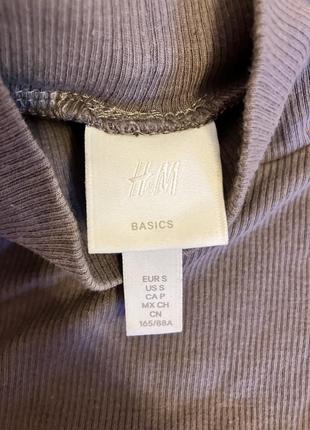 H&M
BASICS
EUR S
US S
CA P
MX CH
CN
165/88A